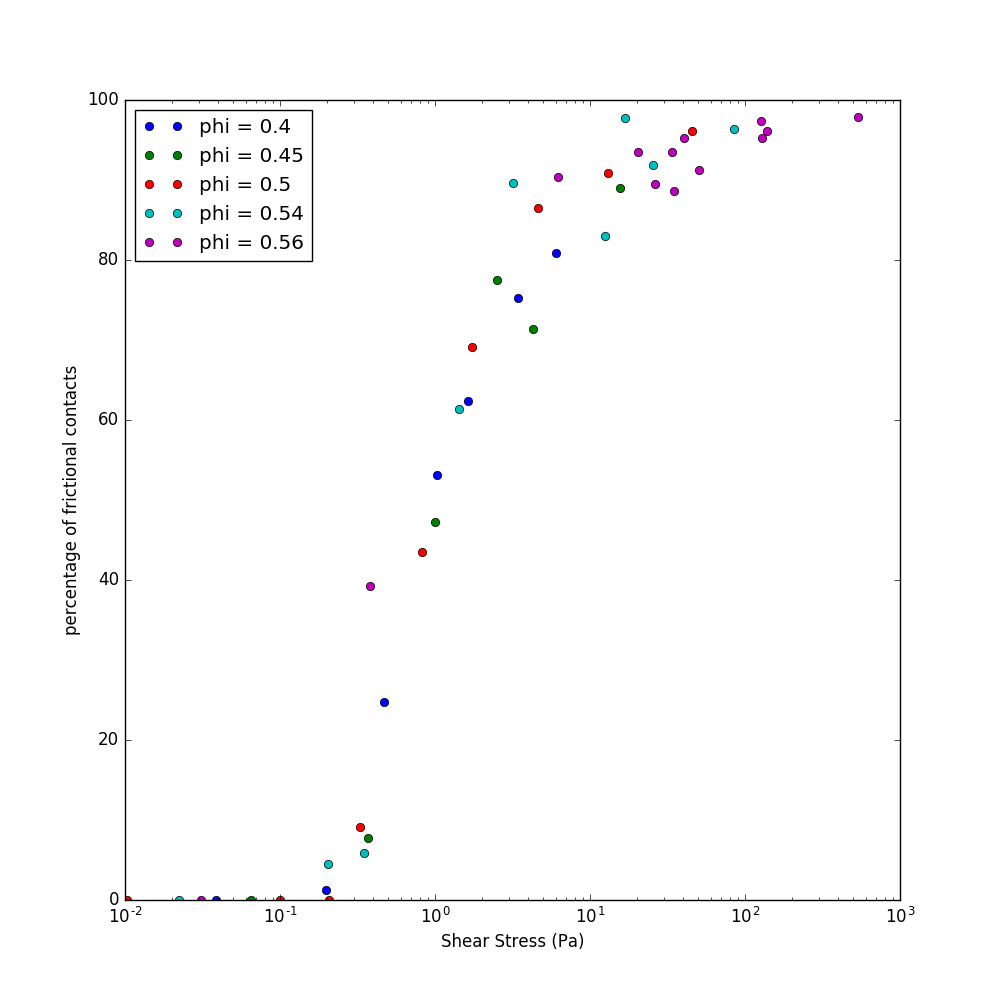 100
80
60
40
20
0
percentage of frictional contacts
phi = 0.4
phi = 0.45
phi = 0.5
phi = 0.54
phi = 0.56
10^-2 10^-1 10^0 10^1 10^2 10^3
Shear Stress (Pa)